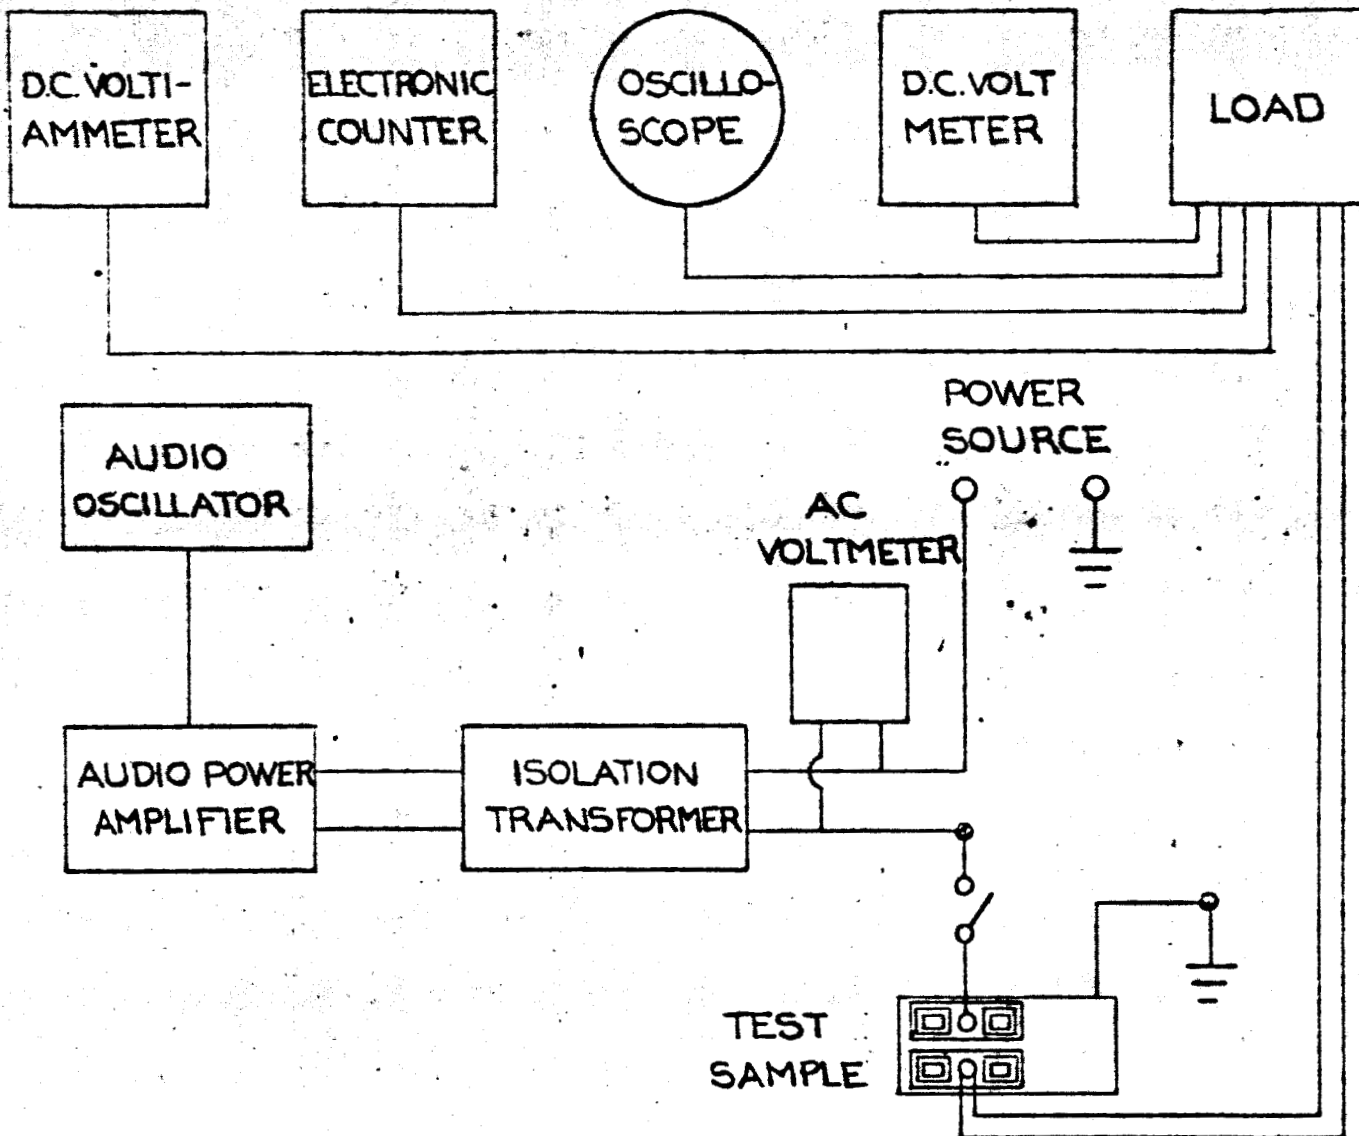 D.C. VOLTI-
AMMETER
ELECTRONIC
COUNTER
OSCILLO-
SCOPE
D.C. VOLT
METER
LOAD
POWER
SOURCE
AUDIO
OSCILLATOR
AC
VOLTMETER
AUDIO POWER
AMPLIFIER
ISOLATION
TRANSFORMER
TEST
SAMPLE